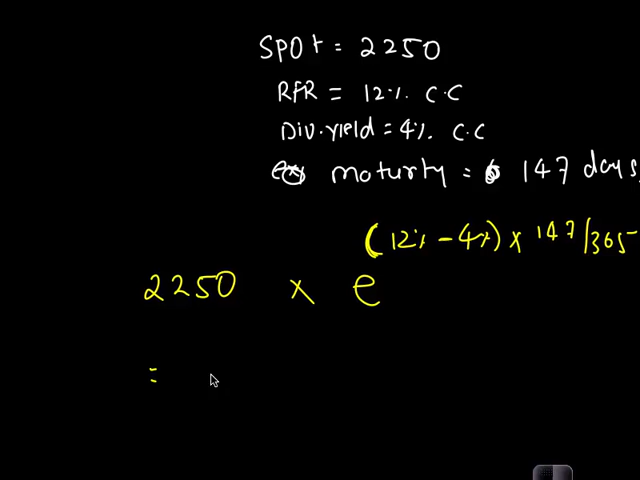 SPOt = 2250
RFR = 12%. C.C
Div.yield = 4%. C.C
maturity = 147 days
(12% - 4%) x 147/365
2250 x e
=